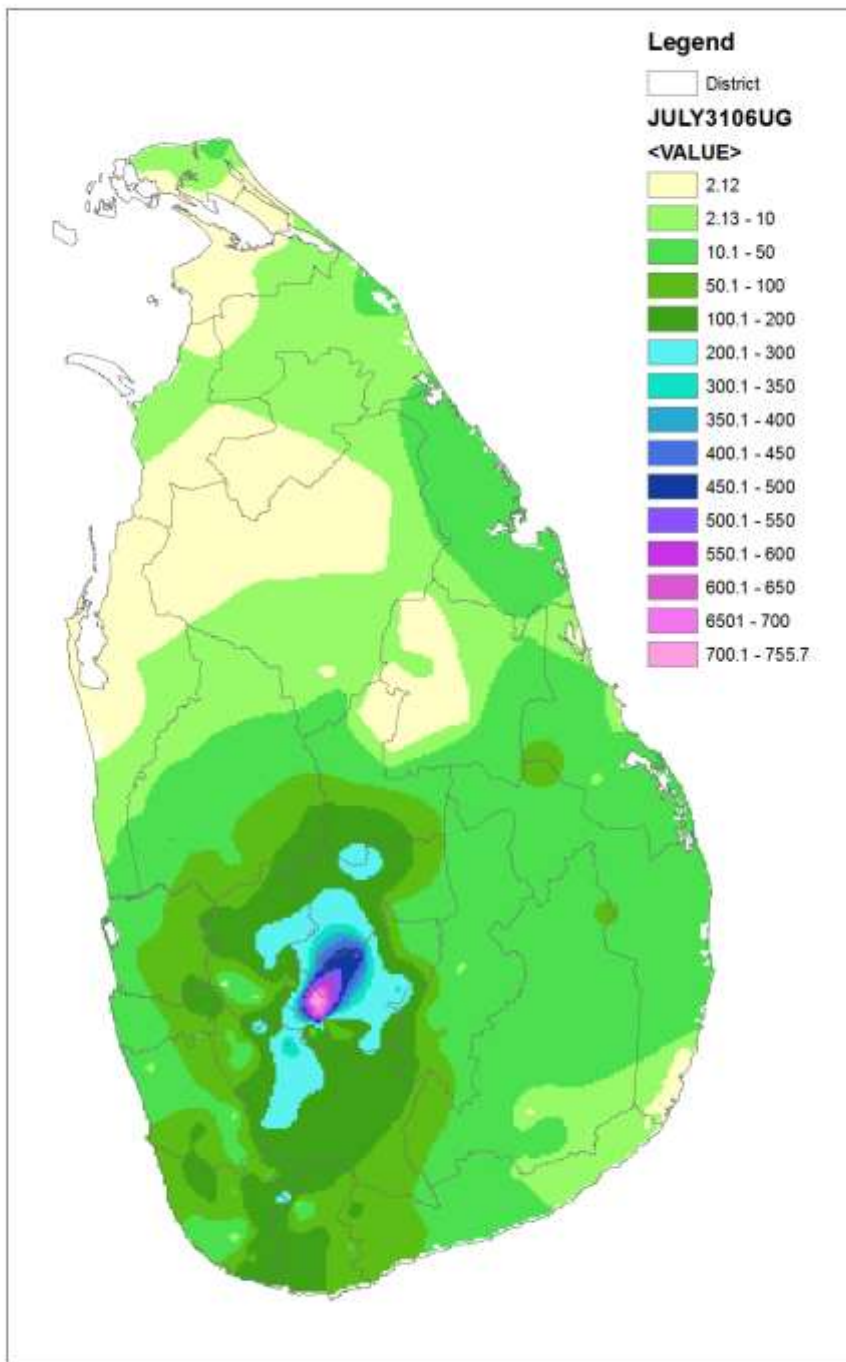 Legend
District
JULY3106UG
<VALUE>
2.12
2.13 - 10
10.1 - 50
50.1 - 100
100.1 - 200
200.1 - 300
300.1 - 350
350.1 - 400
400.1 - 450
450.1 - 500
500.1 - 550
550.1 - 600
600.1 - 650
6501 - 700
700.1 - 755.7